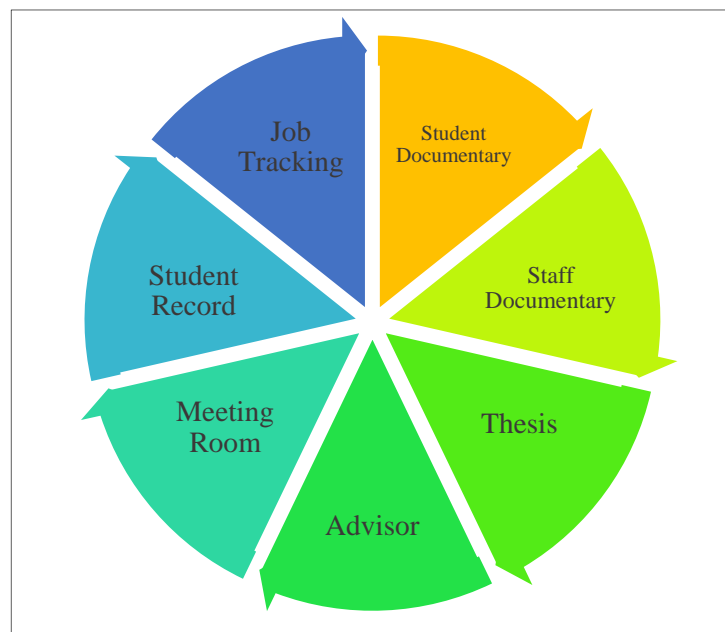 Student
Documentary
Staff
Documentary
Thesis
Advisor
Meeting
Room
Student
Record
Job
Tracking